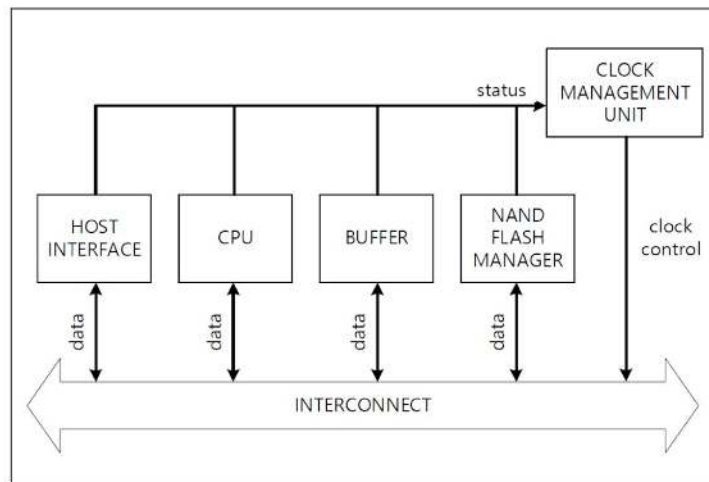 status
CLOCK
MANAGEMENT
UNIT
HOST
INTERFACE
CPU
BUFFER
NAND
FLASH
MANAGER
clock
control
data
data
data
data
INTERCONNECT